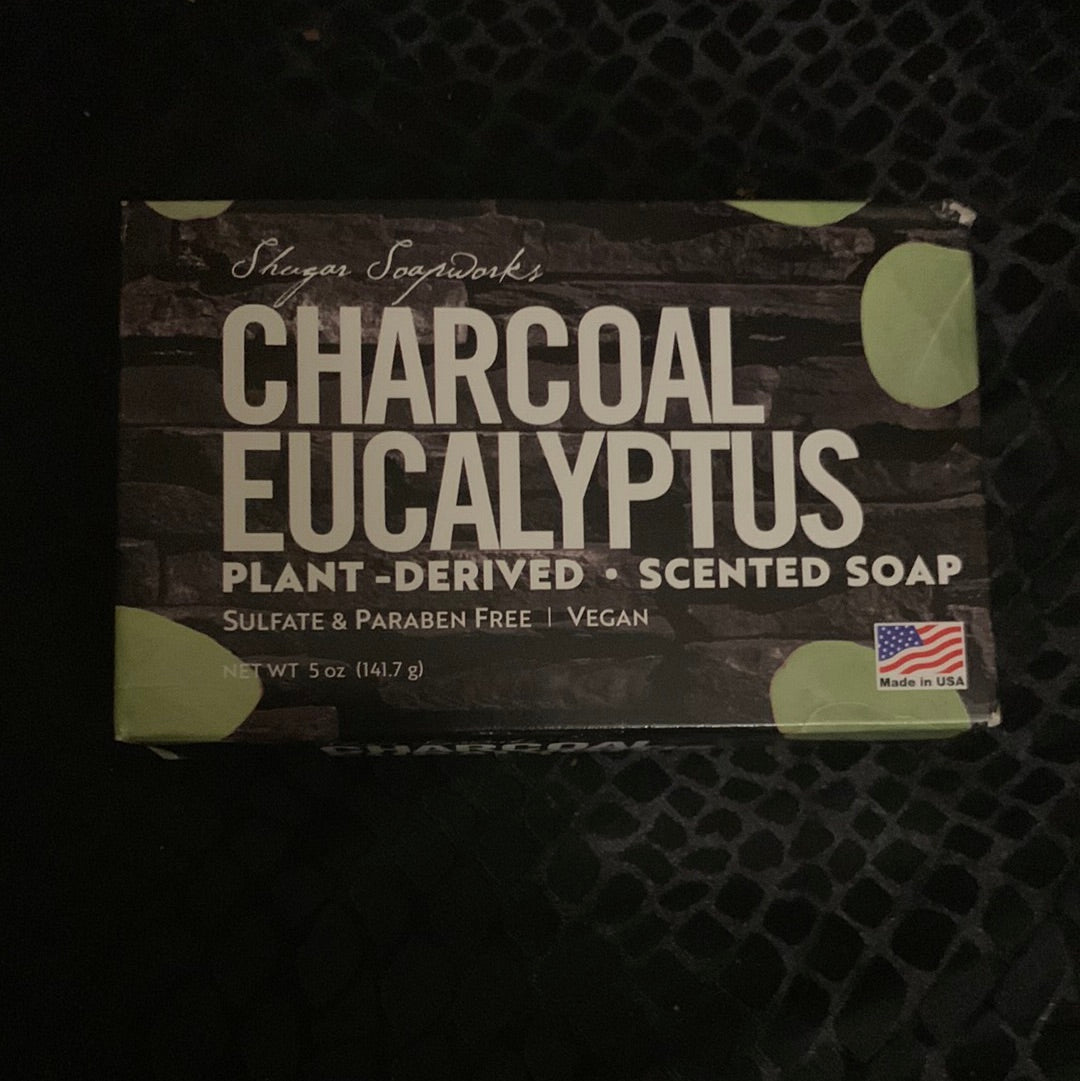 Shugar Soapworks
CHARCOAL
EUCALYPTUS
PLANT-DERIVED • SCENTED SOAP
SULFATE & PARABEN FREE | VEGAN
NET WT 5 oz (141.7 g)
Made in USA
CHARCOAL